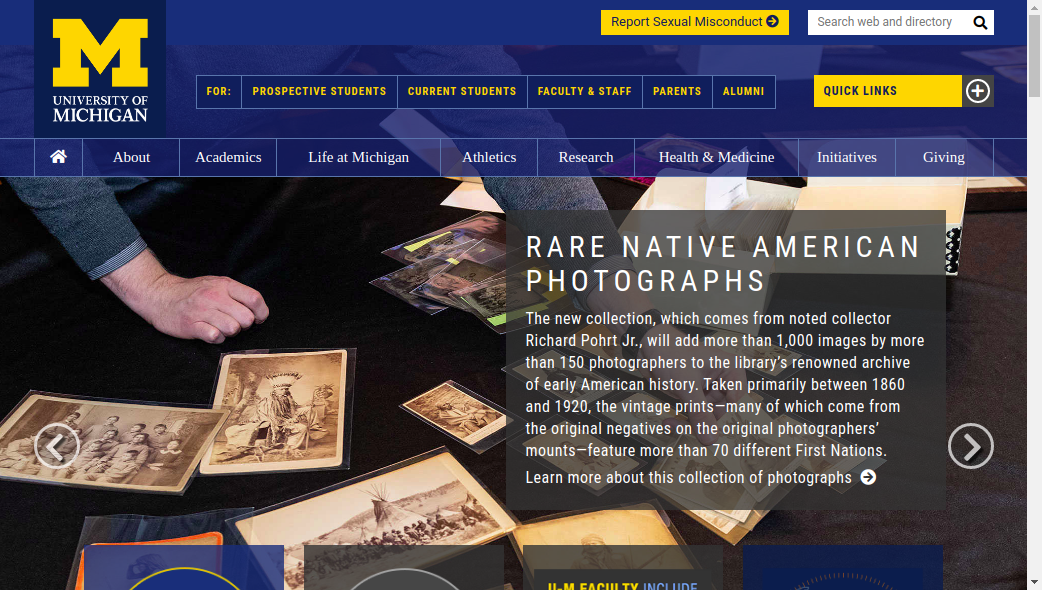 Report Sexual Misconduct
Search web and directory
M
UNIVERSITY OF
MICHIGAN
FOR: PROSPECTIVE STUDENTS CURRENT STUDENTS FACULTY & STAFF PARENTS ALUMNI
QUICK LINKS
About Academics Life at Michigan Athletics Research Health & Medicine Initiatives Giving
RARE NATIVE AMERICAN
PHOTOGRAPHS
The new collection, which comes from noted collector
Richard Pohrt Jr., will add more than 1,000 images by more
than 150 photographers to the library's renowned archive
of early American history. Taken primarily between 1860
and 1920, the vintage prints—many of which come from
the original negatives on the original photographers'
mounts—feature more than 70 different First Nations.
Learn more about this collection of photographs
U-M FACULTY INCLUDE